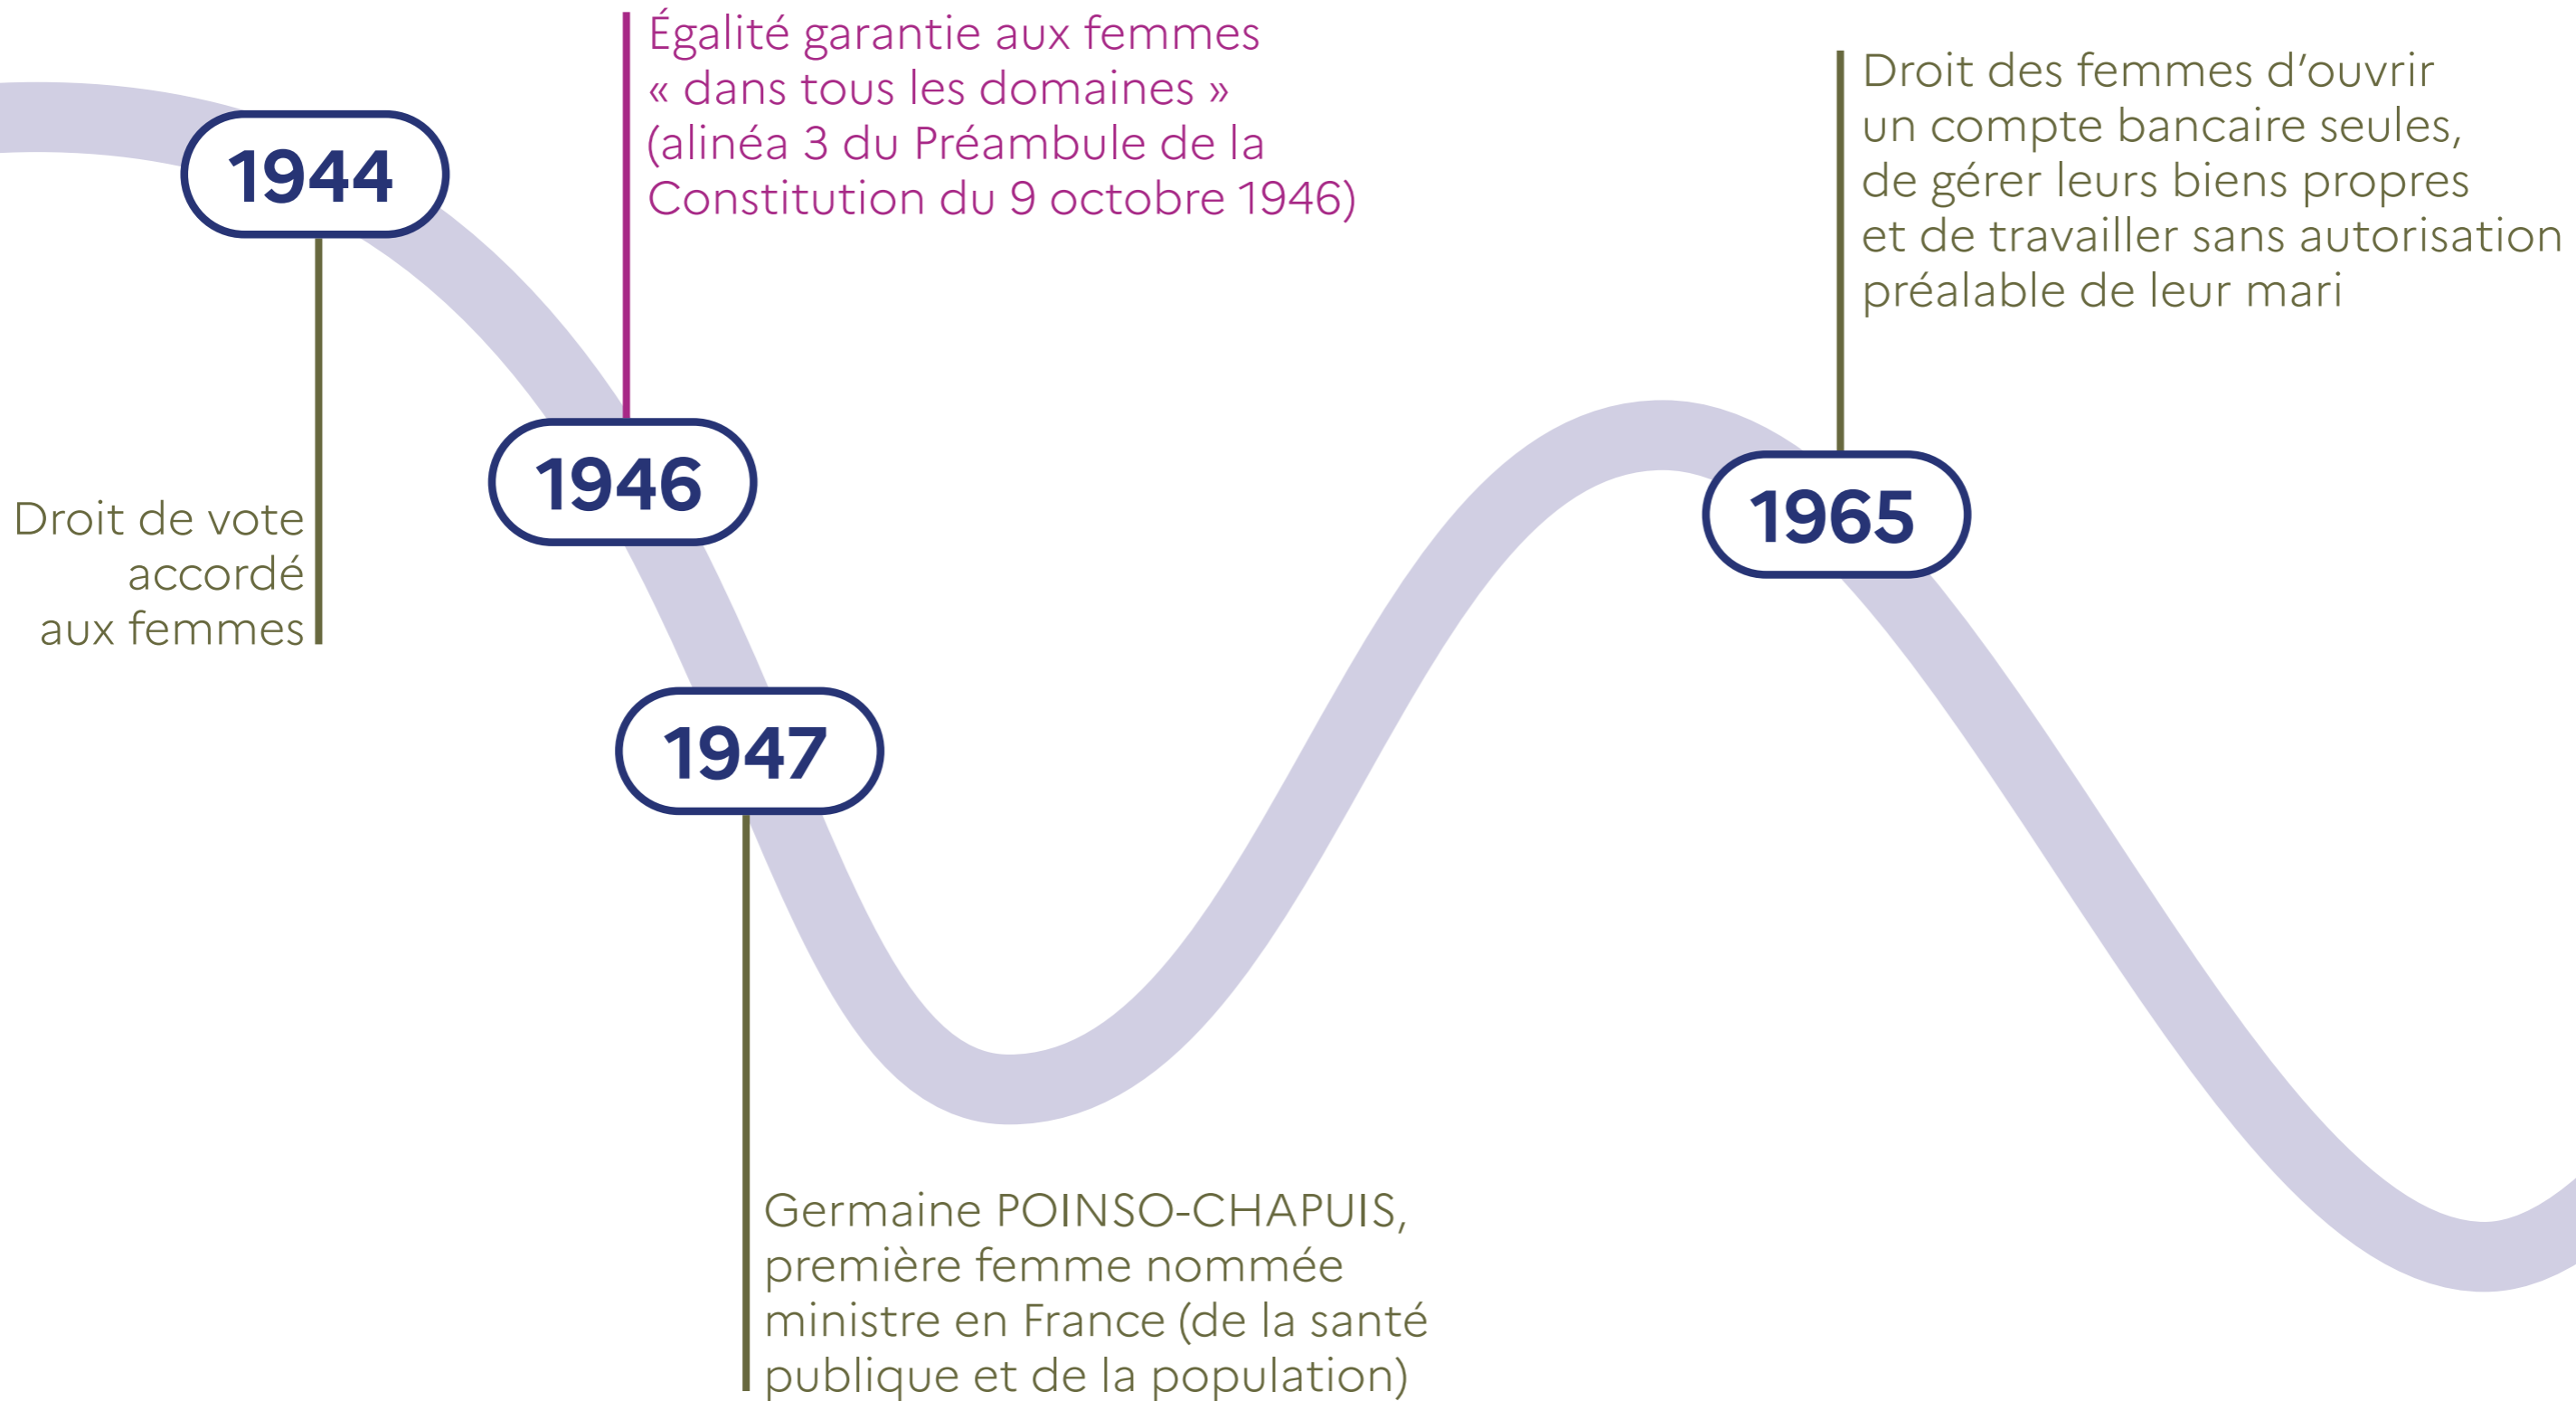 1944
Droit de vote
accordé
aux femmes
Égalité garantie aux femmes
« dans tous les domaines »
(alinéa 3 du Préambule de la
Constitution du 9 octobre 1946)
1946
1947
Germaine POINSO-CHAPUIS,
première femme nommée
ministre en France (de la santé
publique et de la population)
Droit des femmes d’ouvrir
un compte bancaire seules,
de gérer leurs biens propres
et de travailler sans autorisation
préalable de leur mari
1965